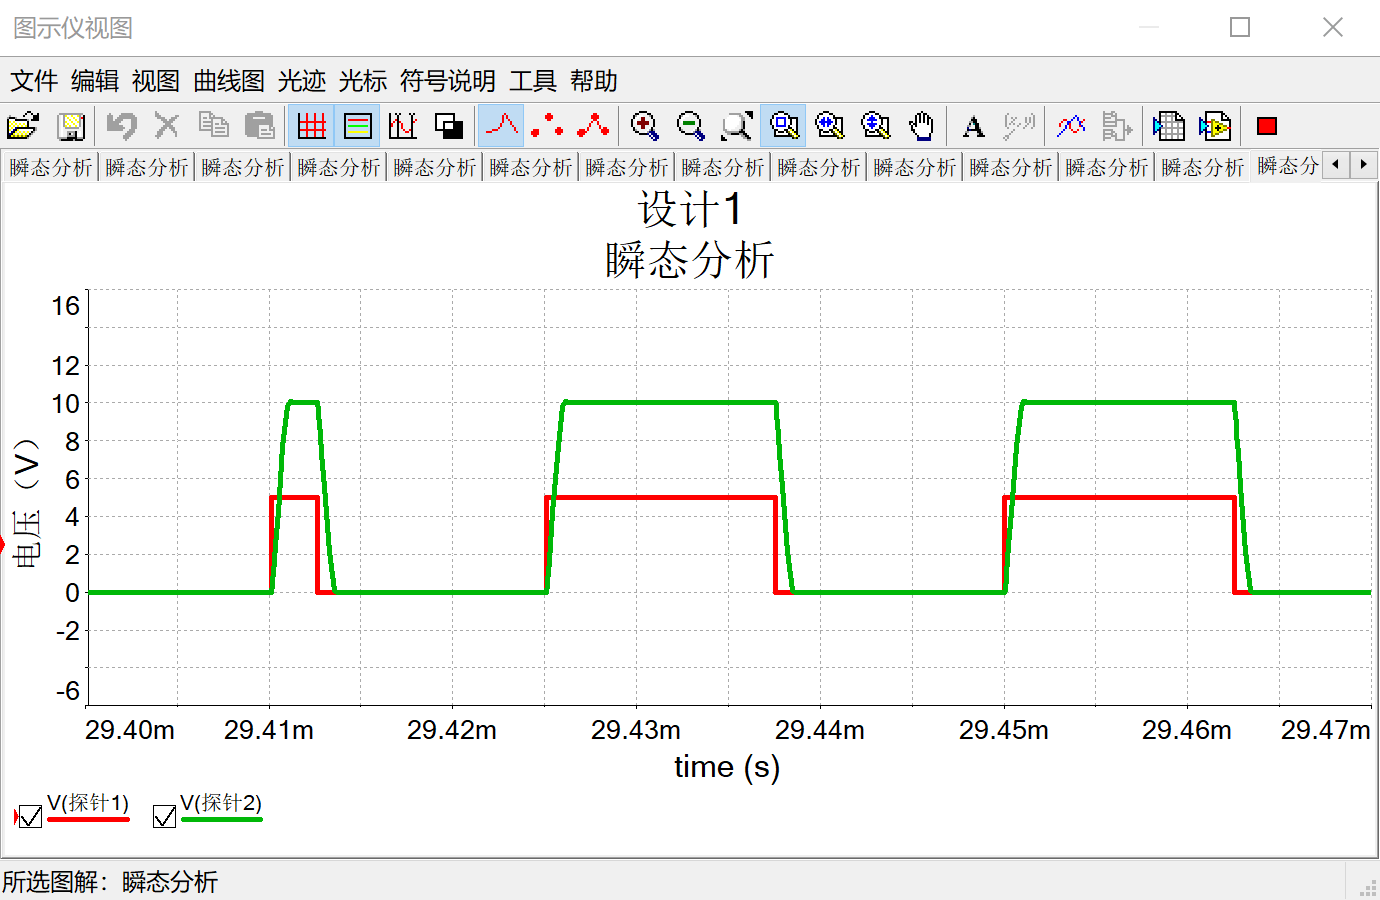 图示仪视图
文件 编辑 视图 曲线图 光迹 光标 符号说明 工具 帮助
A
瞬态分析 瞬态分析 瞬态分析 瞬态分析 瞬态分析 瞬态分析 瞬态分析 瞬态分析 瞬态分析 瞬态分析 瞬态分析 瞬态分析 瞬态分析 瞬态分
设计1
瞬态分析
16
12
10
8
6
4
2
0
-2
-6
电压（V）
29.40m 29.41m 29.42m 29.43m 29.44m 29.45m 29.46m 29.47m
time (s)
V(探针1) V(探针2)
所选图解：瞬态分析